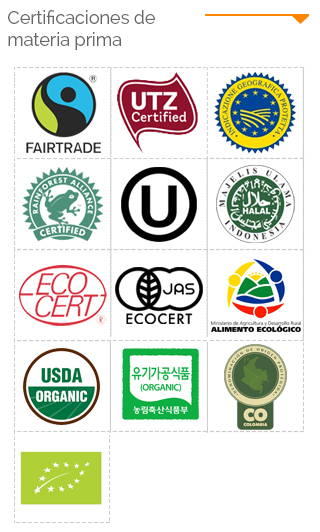 Certificaciones de
materia prima
®
FAIRTRADE
UTZ
Certified
INDICAZIONE GEOGRAFICA PROTETTA
RAINFOREST ALLIANCE
CERTIFIED
U
MAJELIS ULAMA
حلال
HALAL
INDONESIA
ECO
CERT
®
JAS
ECOCERT
Ministerio de Agricultura y Desarrollo Rural
ALIMENTO ECOLÓGICO
USDA
ORGANIC
유기가공식품
(ORGANIC)
농림축산식품부
CO
COLOMBIA